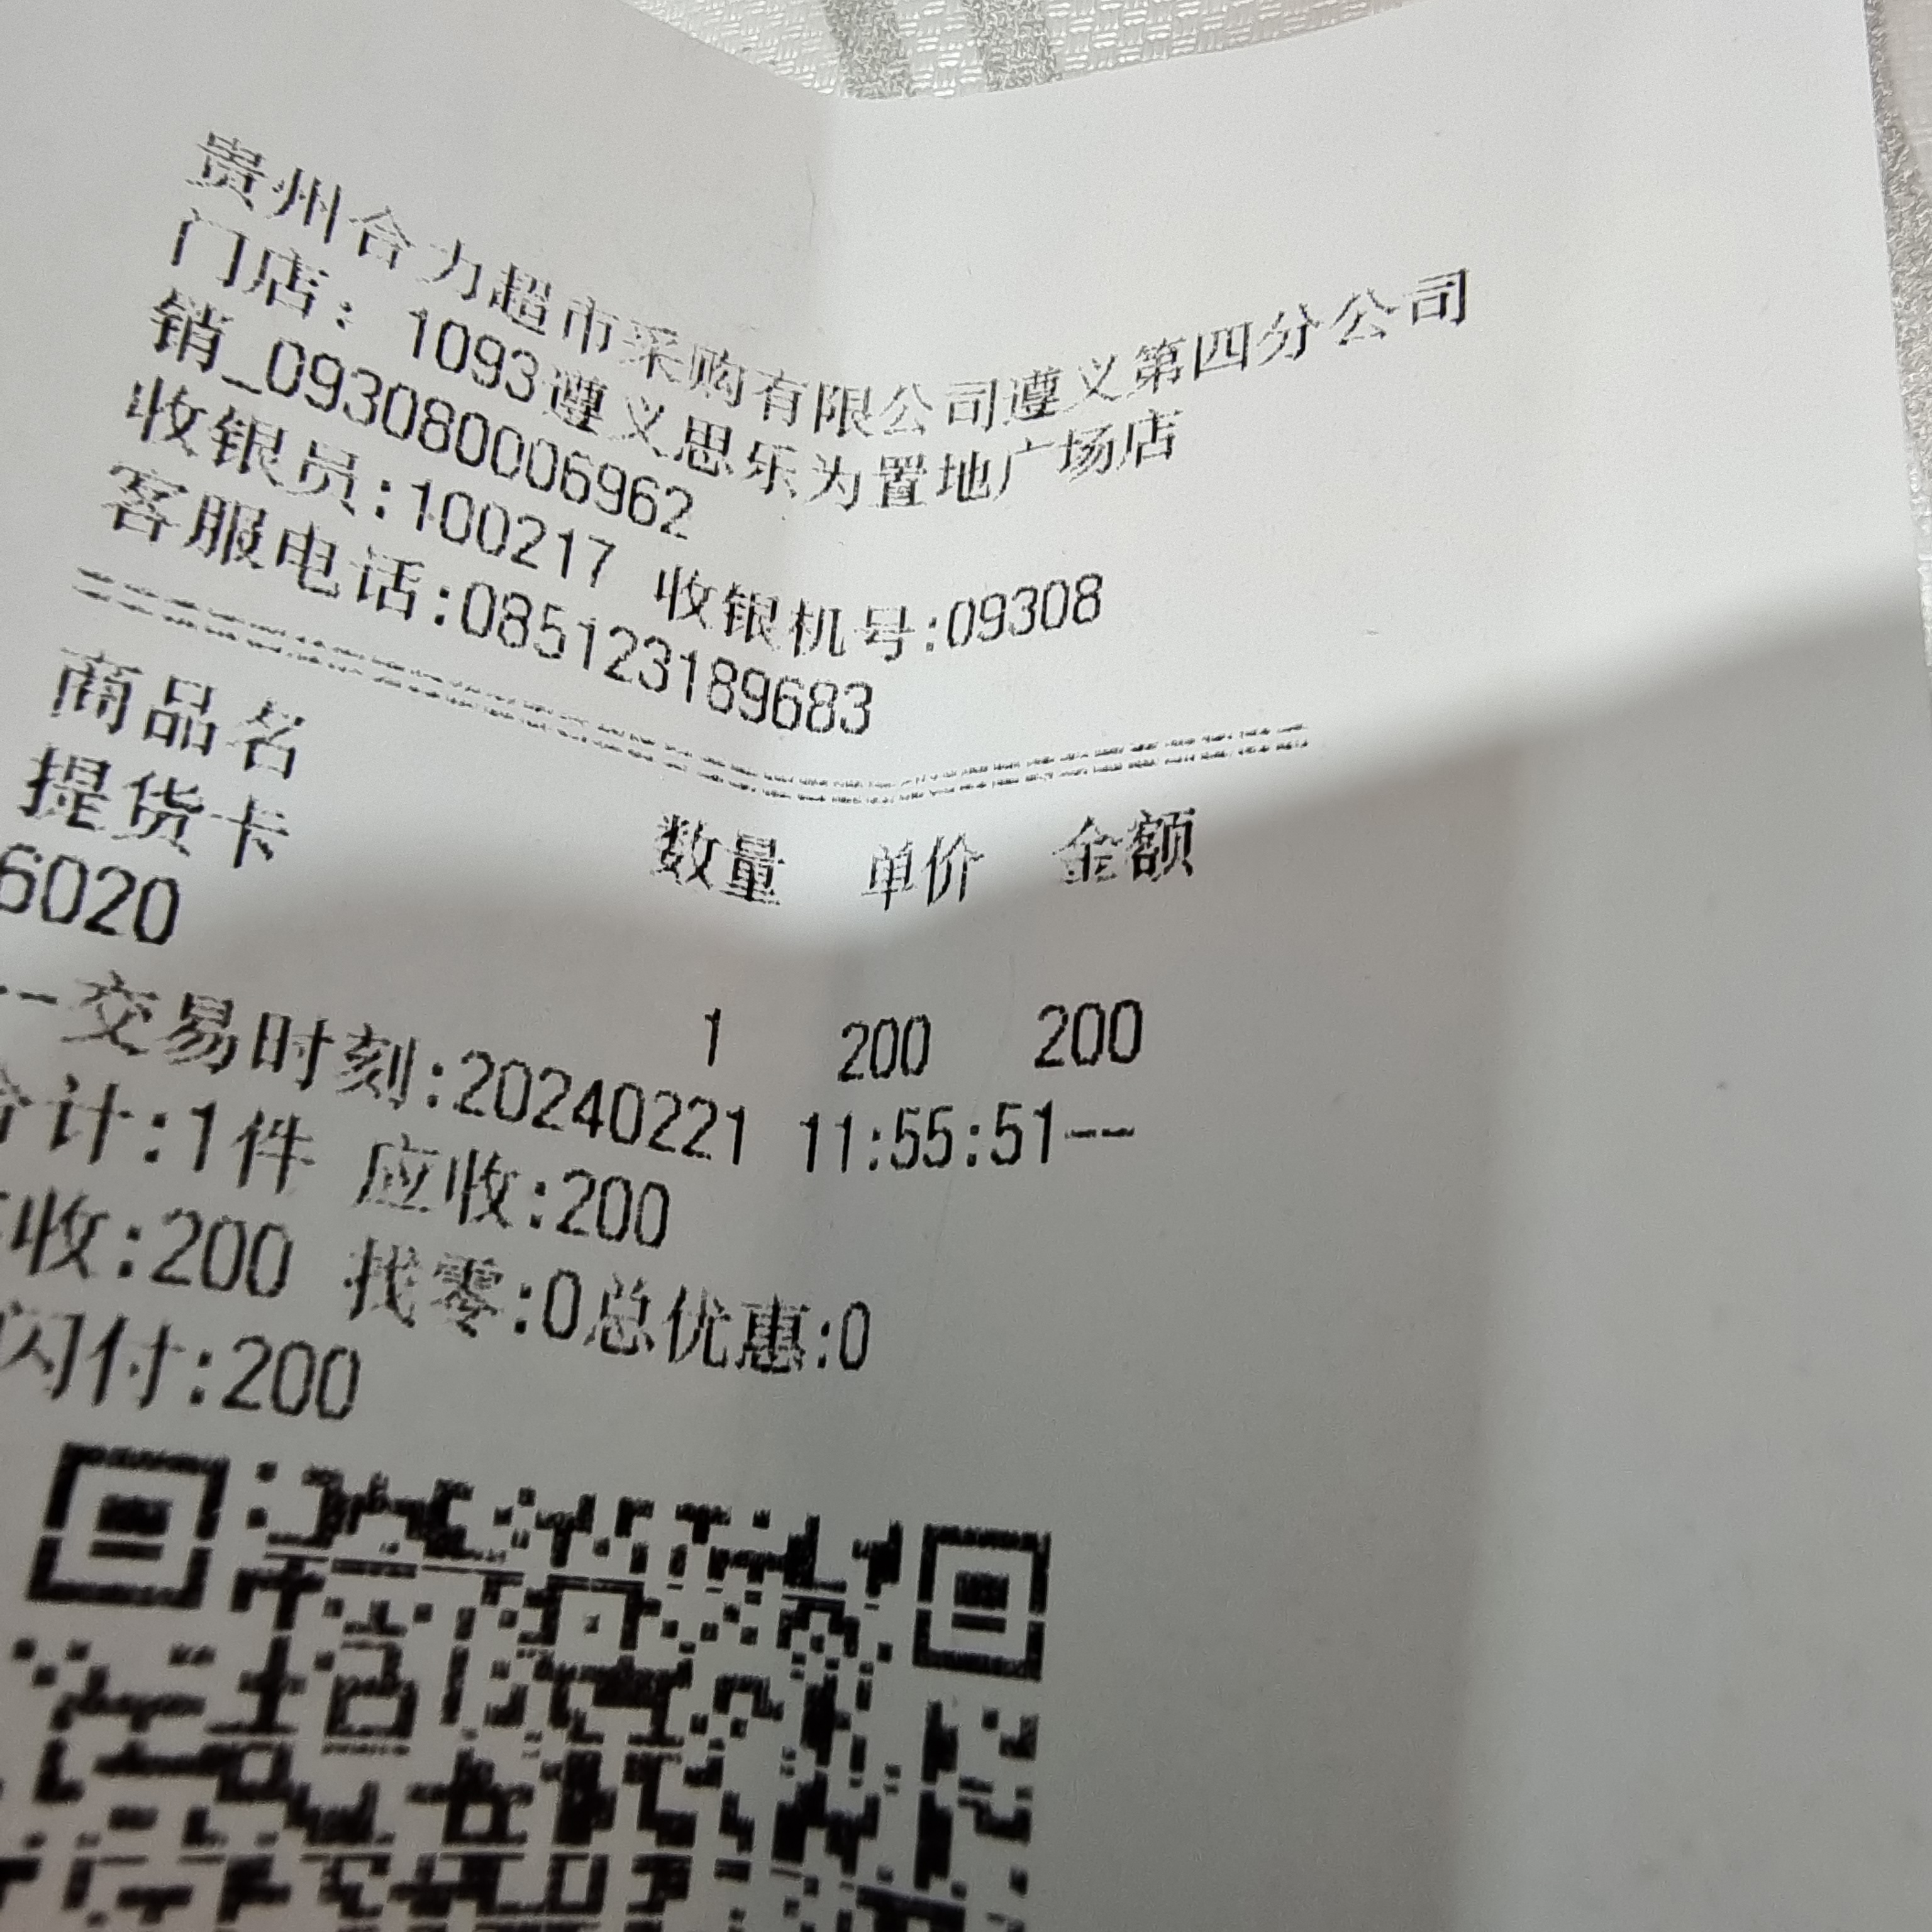 贵州合力超市采购有限公司遵义第四分公司
门店: 1093遵义思乐为置地广场店
销_093080006962
收银员:100217 收银机号:09308
客服电话:085123189683
================================
商品名 数量 单价 金额
提货卡
6020 1 200 200
--交易时刻:20240221 11:55:51--
合计:1件 应收:200
收:200 找零:0总优惠:0
闪付:200